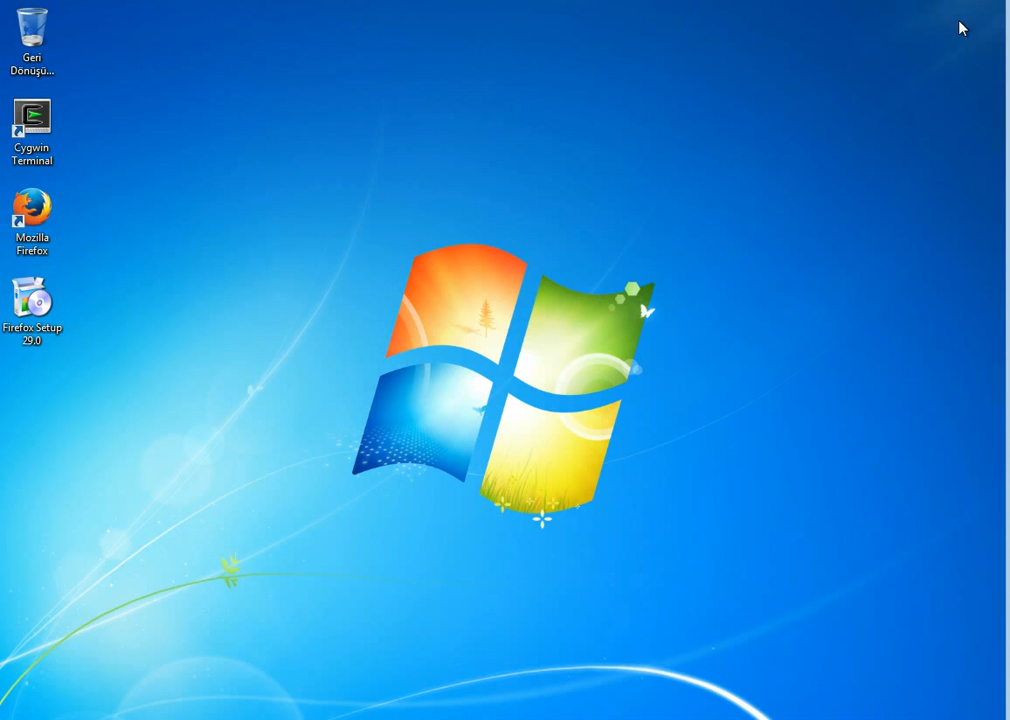 Geri
Dönüşü...
Cygwin
Terminal
Mozilla
Firefox
Firefox Setup
29.0